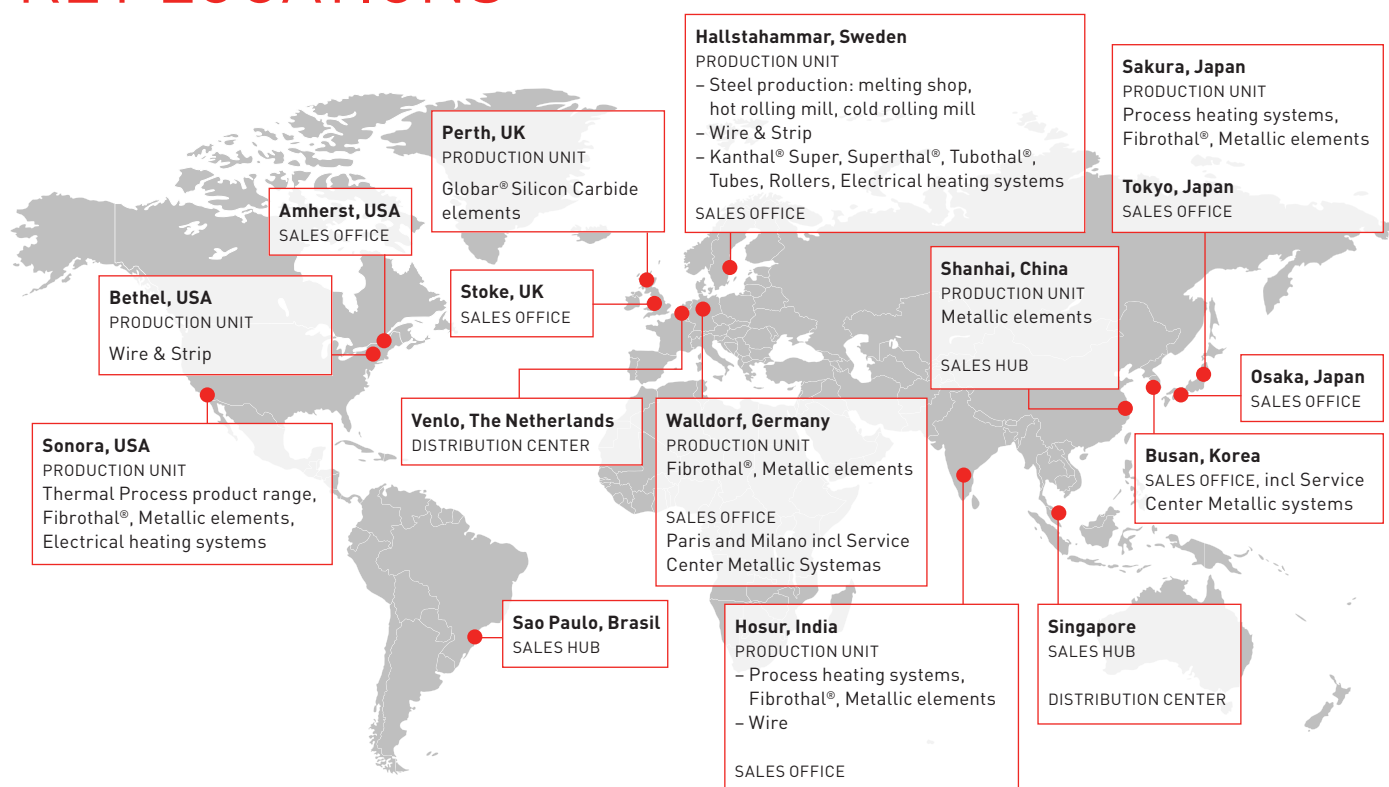 KEY LOCATIONS
Hallstahammar, Sweden
PRODUCTION UNIT
– Steel production: melting shop,
hot rolling mill, cold rolling mill
– Wire & Strip
– Kanthal® Super, Superthal®, Tubothal®,
Tubes, Rollers, Electrical heating systems
SALES OFFICE
Sakura, Japan
PRODUCTION UNIT
Process heating systems,
Fibrothal®, Metallic elements
Tokyo, Japan
SALES OFFICE
Perth, UK
PRODUCTION UNIT
Globar® Silicon Carbide
elements
Amherst, USA
SALES OFFICE
Bethel, USA
PRODUCTION UNIT
Wire & Strip
Stoke, UK
SALES OFFICE
Shanhai, China
PRODUCTION UNIT
Metallic elements
SALES HUB
Osaka, Japan
SALES OFFICE
Sonora, USA
PRODUCTION UNIT
Thermal Process product range,
Fibrothal®, Metallic elements,
Electrical heating systems
Venlo, The Netherlands
DISTRIBUTION CENTER
Walldorf, Germany
PRODUCTION UNIT
Fibrothal®, Metallic elements
SALES OFFICE
Paris and Milano incl Service
Center Metallic Systemas
Busan, Korea
SALES OFFICE, incl Service
Center Metallic systems
Sao Paulo, Brasil
SALES HUB
Hosur, India
PRODUCTION UNIT
– Process heating systems,
Fibrothal®, Metallic elements
– Wire
SALES OFFICE
Singapore
SALES HUB
DISTRIBUTION CENTER